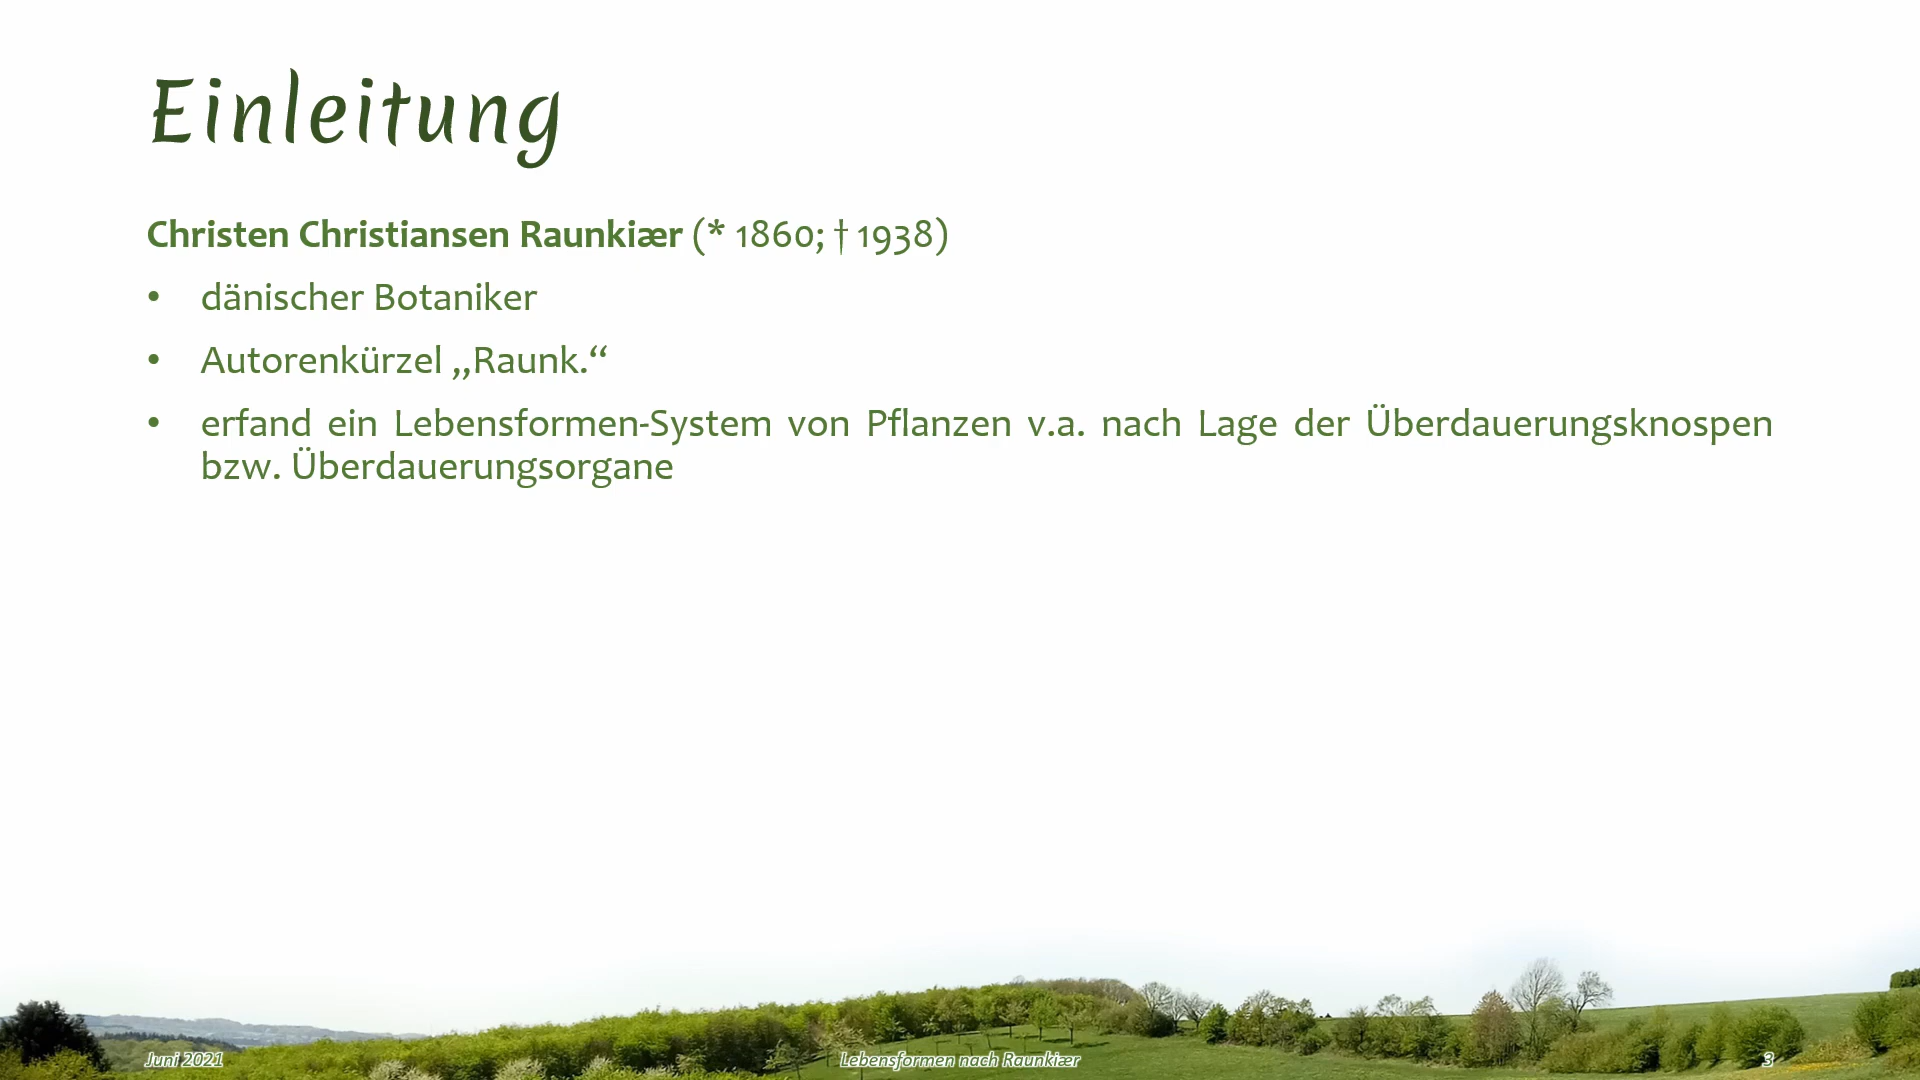 Einleitung
Christen Christiansen Raunkiær (* 1860; † 1938)
• dänischer Botaniker
• Autorenkürzel „Raunk.“
• erfand ein Lebensformen-System von Pflanzen v.a. nach Lage der Überdauerungsknospen
bzw. Überdauerungsorgane
Juni 2021
Lebensformen nach Raunkiær
3